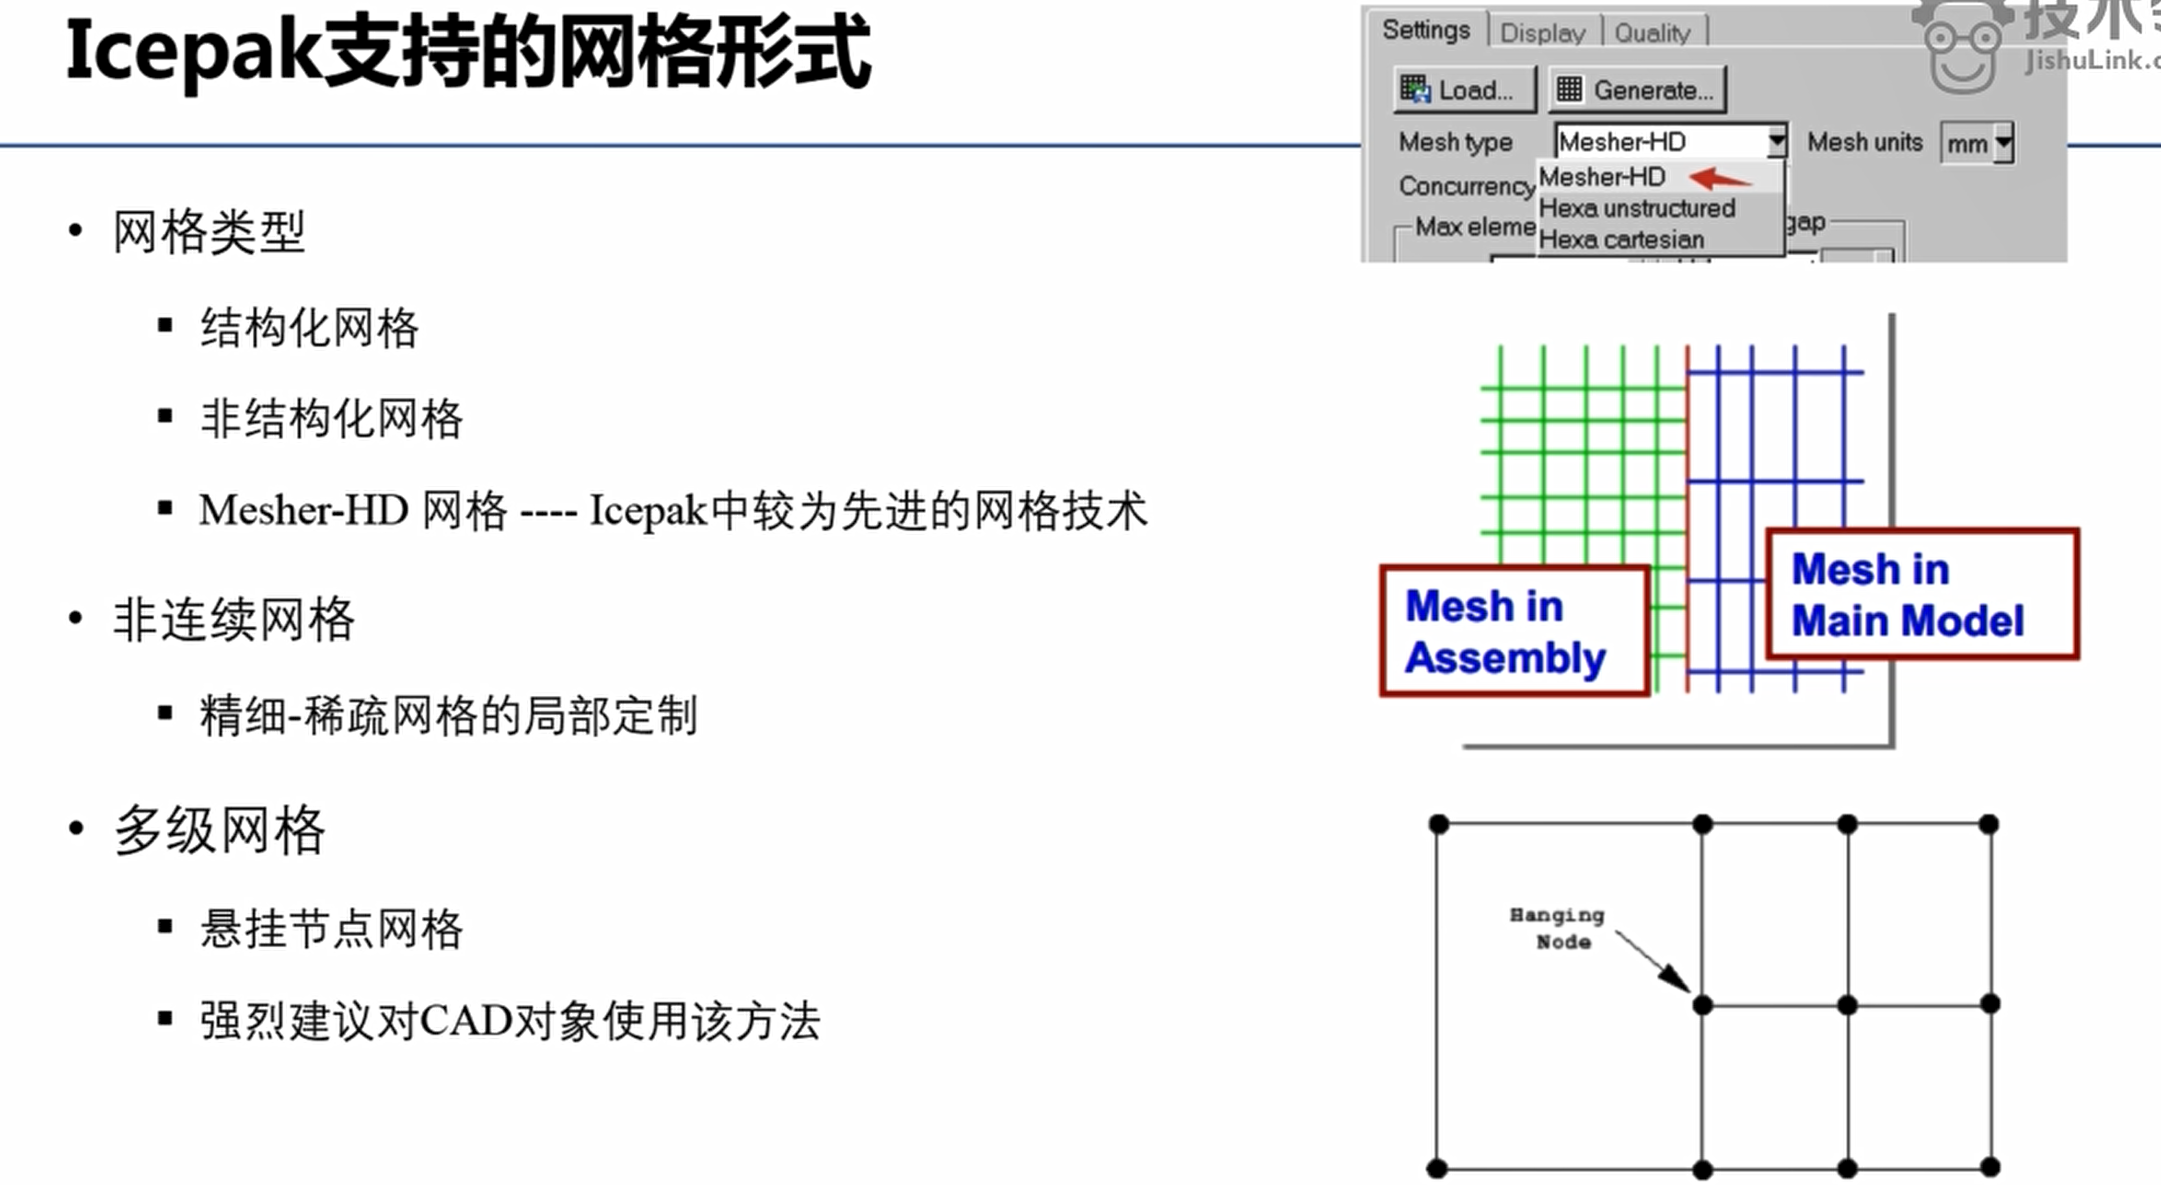 Icepak支持的网格形式
网格类型
结构化网格
非结构化网格
Mesher-HD 网格 ---- Icepak中较为先进的网格技术
非连续网格
精细-稀疏网格的局部定制
多级网格
悬挂节点网格
强烈建议对CAD对象使用该方法
Settings Display Quality
Load... Generate...
Mesh type Mesher-HD Mesh units mm
Mesher-HD
Concurrency
Hexa unstructured
Max eleme gap
Hexa cartesian
技术
JishuLink.c
Mesh in
Assembly
Mesh in
Main Model
Hanging
Node